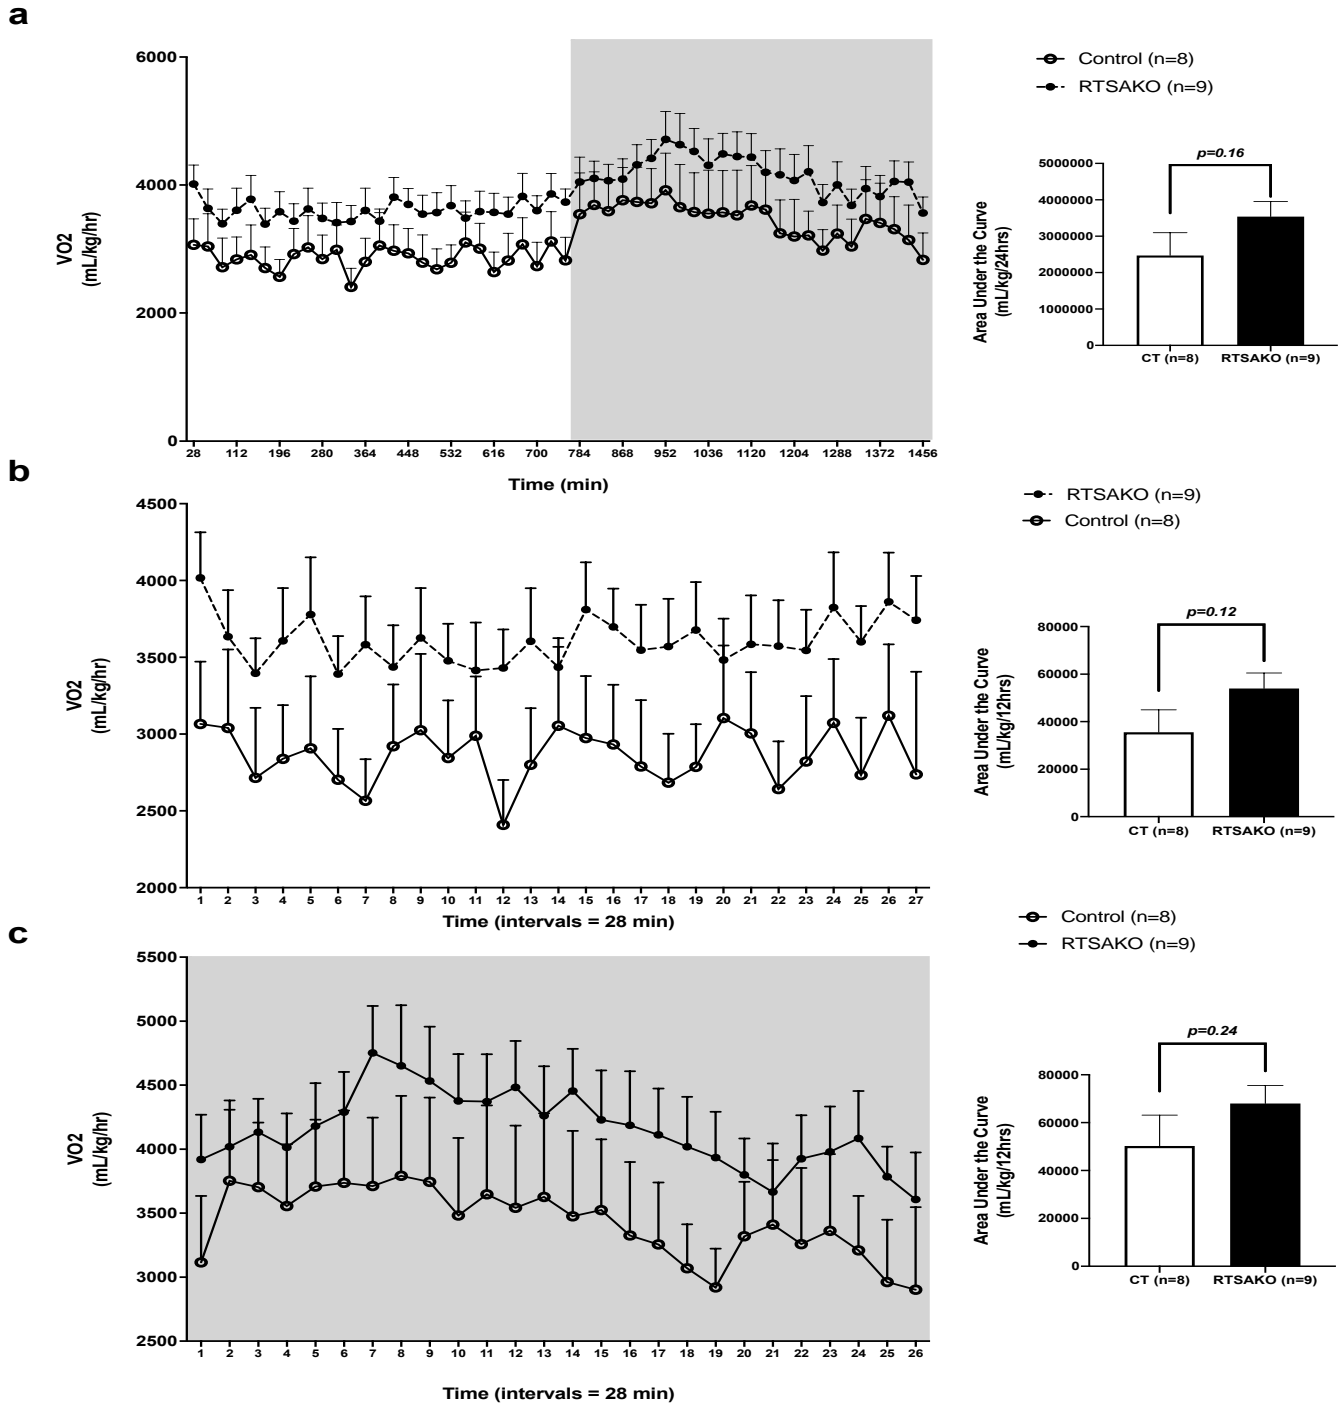 a
6000
4000
2000
0
VO2
(mL/kg/hr)
28 112 196 280 364 448 532 616 700 784 868 952 1036 1120 1204 1288 1372 1456
Time (min)
Control (n=8)
RTSAKO (n=9)
p=0.16
5000000
4000000
3000000
2000000
1000000
0
Area Under the Curve
(mL/kg/24hrs)
CT (n=8) RTSAKO (n=9)
b
4500
4000
3500
3000
2500
2000
VO2
(mL/kg/hr)
1 2 3 4 5 6 7 8 9 10 11 12 13 14 15 16 17 18 19 20 21 22 23 24 25 26 27
Time (intervals = 28 min)
RTSAKO (n=9)
Control (n=8)
p=0.12
80000
60000
40000
20000
0
Area Under the Curve
(mL/kg/12hrs)
CT (n=8) RTSAKO (n=9)
c
5500
5000
4500
4000
3500
3000
2500
VO2
(mL/kg/hr)
1 2 3 4 5 6 7 8 9 10 11 12 13 14 15 16 17 18 19 20 21 22 23 24 25 26
Time (intervals = 28 min)
Control (n=8)
RTSAKO (n=9)
p=0.24
80000
60000
40000
20000
0
Area Under the Curve
(mL/kg/12hrs)
CT (n=8) RTSAKO (n=9)